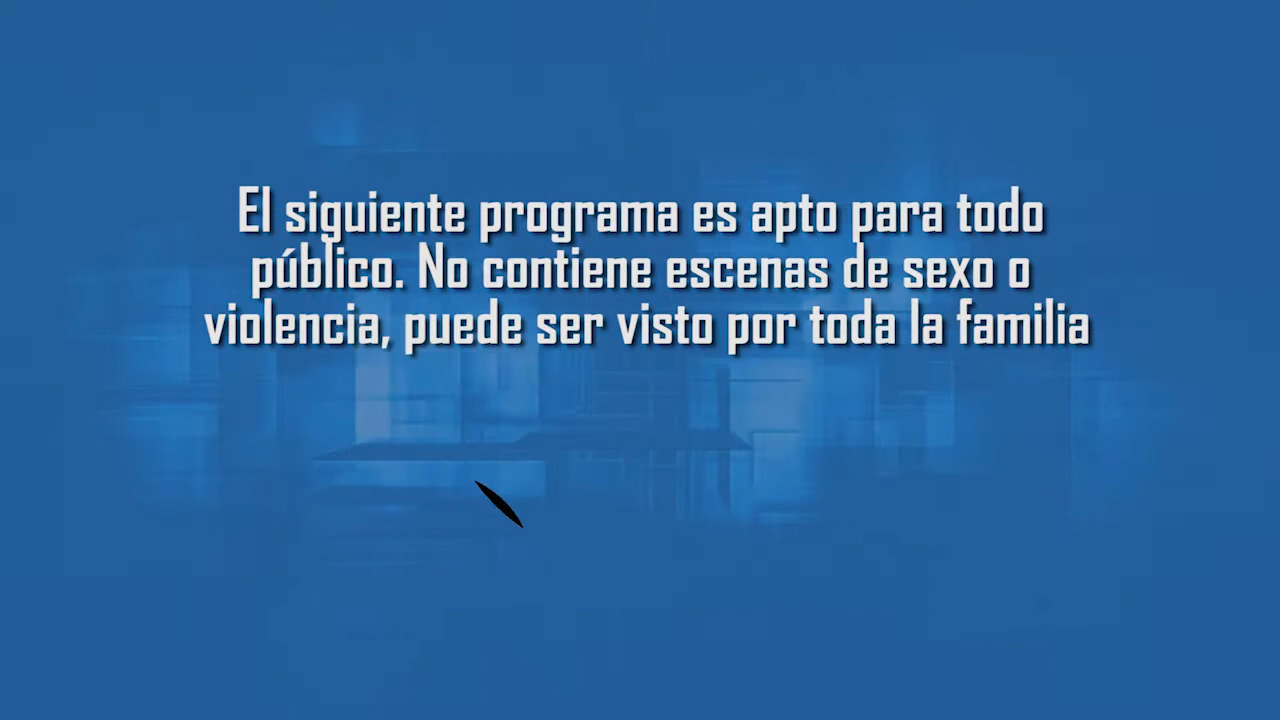 El siguiente programa es apto para todo
público. No contiene escenas de sexo o
violencia, puede ser visto por toda la familia